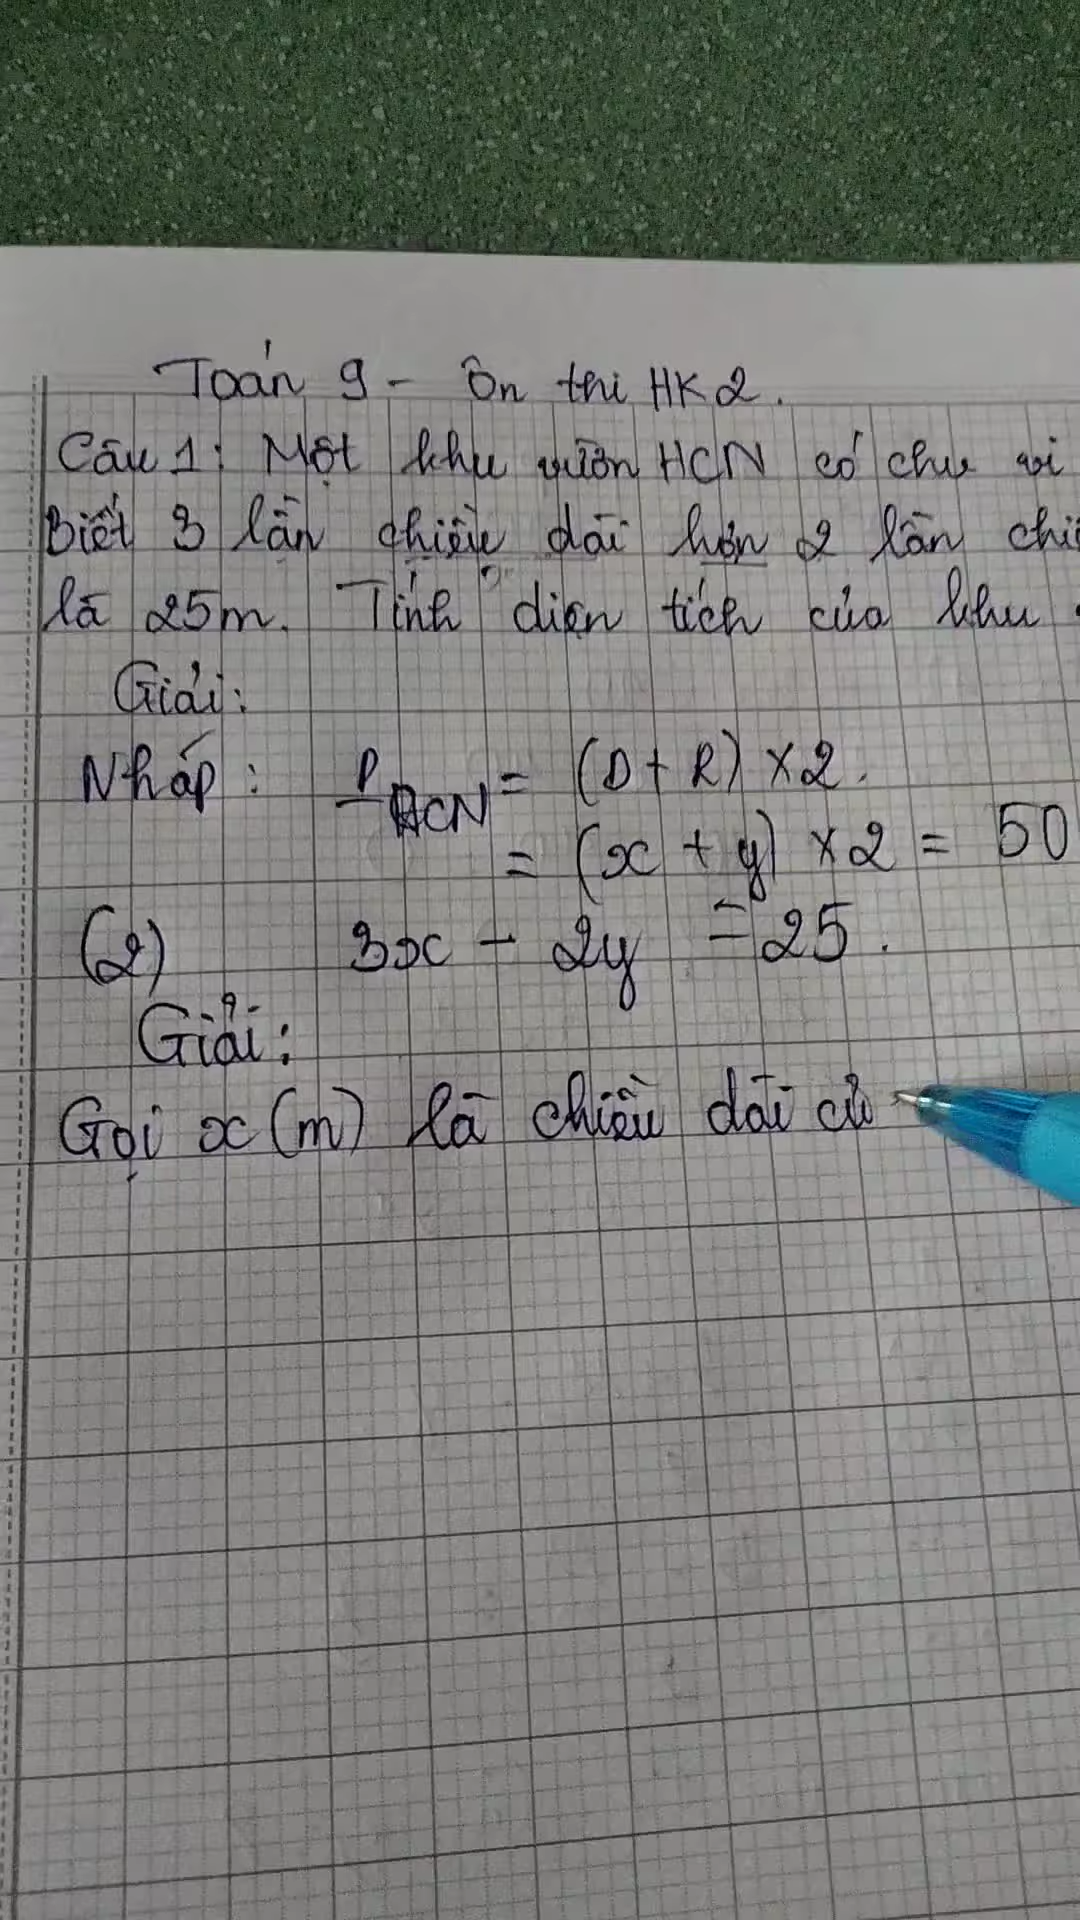 Toán 9 - Ôn thi HK2.
Câu 1: Một khu vườn HCN có chu vi
Biết 3 lần chiều dài hơn 2 lần chiề
là 25m. Tính diện tích của khu
Giải:
Nháp: P HCN = (D + R) × 2.
= (x + y) × 2 = 50
(2) 3x - 2y = 25.
Giải:
Gọi x (m) là chiều dài củ